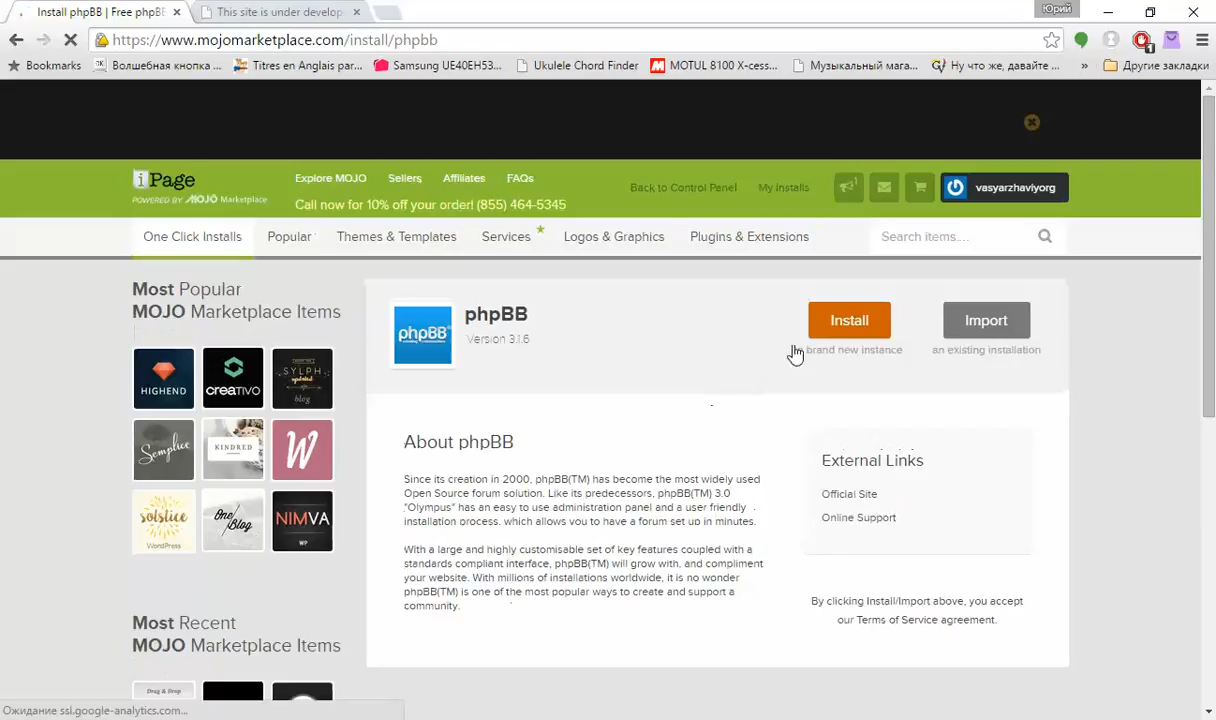 Install phpBB | Free phpBB
This site is under develop
Юрий
https://www.mojomarketplace.com/install/phpbb
Bookmarks
Волшебная кнопка ...
Titres en Anglais par...
Samsung UE40EH53...
Ukulele Chord Finder
MOTUL 8100 X-cess...
Музыкальный мага...
Ну что же, давайте ...
»
Другие закладки
iPage
POWERED BY MOJO Marketplace
Explore MOJO
Sellers
Affiliates
FAQs
Call now for 10% off your order! (855) 464-5345
Back to Control Panel
My Installs
vasyarzhaviyorg
One Click Installs
Popular
Themes & Templates
Services
Logos & Graphics
Plugins & Extensions
Search items....
Most Popular
MOJO Marketplace Items
HIGHEND
CREATIVO
SYLPH
updated
blog
Semplice
KINDRED
W
solstice
WordPress
One Blog
NIMVA
WP
Most Recent
MOJO Marketplace Items
Drag & Drop
phpBB
phpBB
Version 3.1.6
Install
brand new instance
Import
an existing installation
About phpBB
Since its creation in 2000, phpBB(TM) has become the most widely used
Open Source forum solution. Like its predecessors, phpBB(TM) 3.0
"Olympus" has an easy to use administration panel and a user friendly
installation process, which allows you to have a forum set up in minutes.
With a large and highly customisable set of key features coupled with a
standards compliant interface, phpBB(TM) will grow with, and compliment
your website. With millions of installations worldwide, it is no wonder
phpBB(TM) is one of the most popular ways to create and support a
community.
External Links
Official Site
Online Support
By clicking Install/Import above, you accept
our Terms of Service agreement.
Ожидание ssl.google-analytics.com...